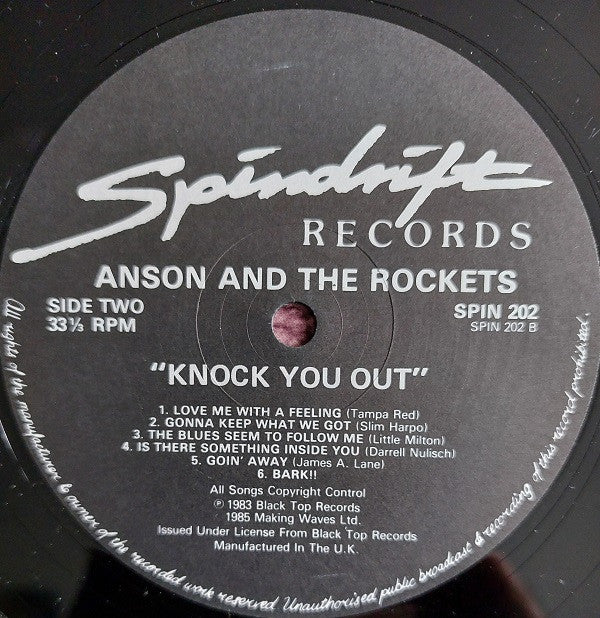 Spindrift
RECORDS
ANSON AND THE ROCKETS
SIDE TWO
33⅓ RPM
SPIN 202
SPIN 202 B
"KNOCK YOU OUT"
1. LOVE ME WITH A FEELING (Tampa Red)
2. GONNA KEEP WHAT WE GOT (Slim Harpo)
3. THE BLUES SEEM TO FOLLOW ME (Little Milton)
4. IS THERE SOMETHING INSIDE YOU (Darrell Nulisch)
5. GOIN' AWAY (James A. Lane)
6. BARK!!
All Songs Copyright Control
℗ 1983 Black Top Records
1985 Making Waves Ltd.
Issued Under License From Black Top Records
Manufactured In The U.K.
All rights of the manufacturer & owner of the recorded work reserved. Unauthorised public broadcast & recording of this record prohibited.